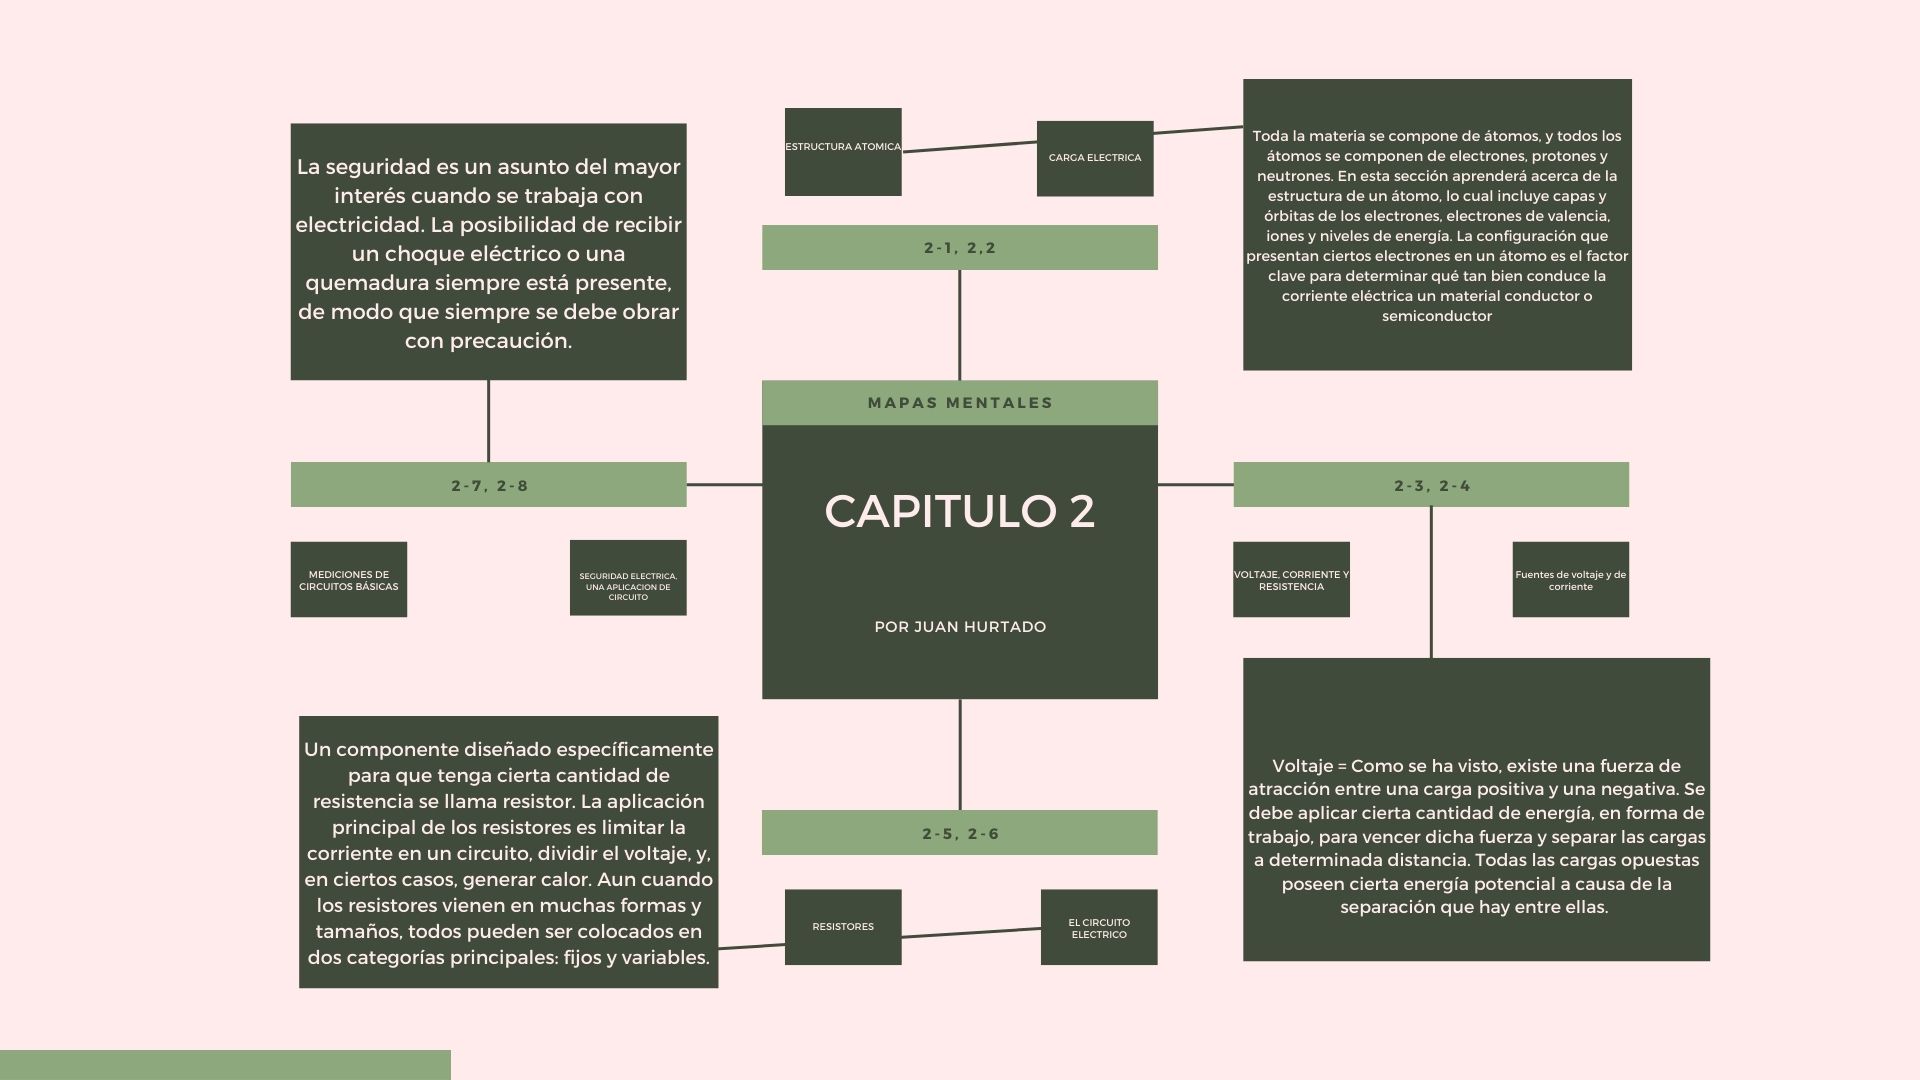 La seguridad es un asunto del mayor
interés cuando se trabaja con
electricidad. La posibilidad de recibir
un choque eléctrico o una
quemadura siempre está presente,
de modo que siempre se debe obrar
con precaución.
ESTRUCTURA ATOMICA
CARGA ELECTRICA
Toda la materia se compone de átomos, y todos los
átomos se componen de electrones, protones y
neutrones. En esta sección aprenderá acerca de la
estructura de un átomo, lo cual incluye capas y
órbitas de los electrones, electrones de valencia,
iones y niveles de energía. La configuración que
presentan ciertos electrones en un átomo es el factor
clave para determinar qué tan bien conduce la
corriente eléctrica un material conductor o
semiconductor
2-1, 2,2
MAPAS MENTALES
CAPITULO 2
POR JUAN HURTADO
2-7, 2-8
MEDICIONES DE
CIRCUITOS BÁSICAS
SEGURIDAD ELECTRICA,
UNA APLICACION DE
CIRCUITO
2-3, 2-4
VOLTAJE, CORRIENTE Y
RESISTENCIA
Fuentes de voltaje y de
corriente
Un componente diseñado específicamente
para que tenga cierta cantidad de
resistencia se llama resistor. La aplicación
principal de los resistores es limitar la
corriente en un circuito, dividir el voltaje, y,
en ciertos casos, generar calor. Aun cuando
los resistores vienen en muchas formas y
tamaños, todos pueden ser colocados en
dos categorías principales: fijos y variables.
2-5, 2-6
RESISTORES
EL CIRCUITO
ELECTRICO
Voltaje = Como se ha visto, existe una fuerza de
atracción entre una carga positiva y una negativa. Se
debe aplicar cierta cantidad de energía, en forma de
trabajo, para vencer dicha fuerza y separar las cargas
a determinada distancia. Todas las cargas opuestas
poseen cierta energía potencial a causa de la
separación que hay entre ellas.